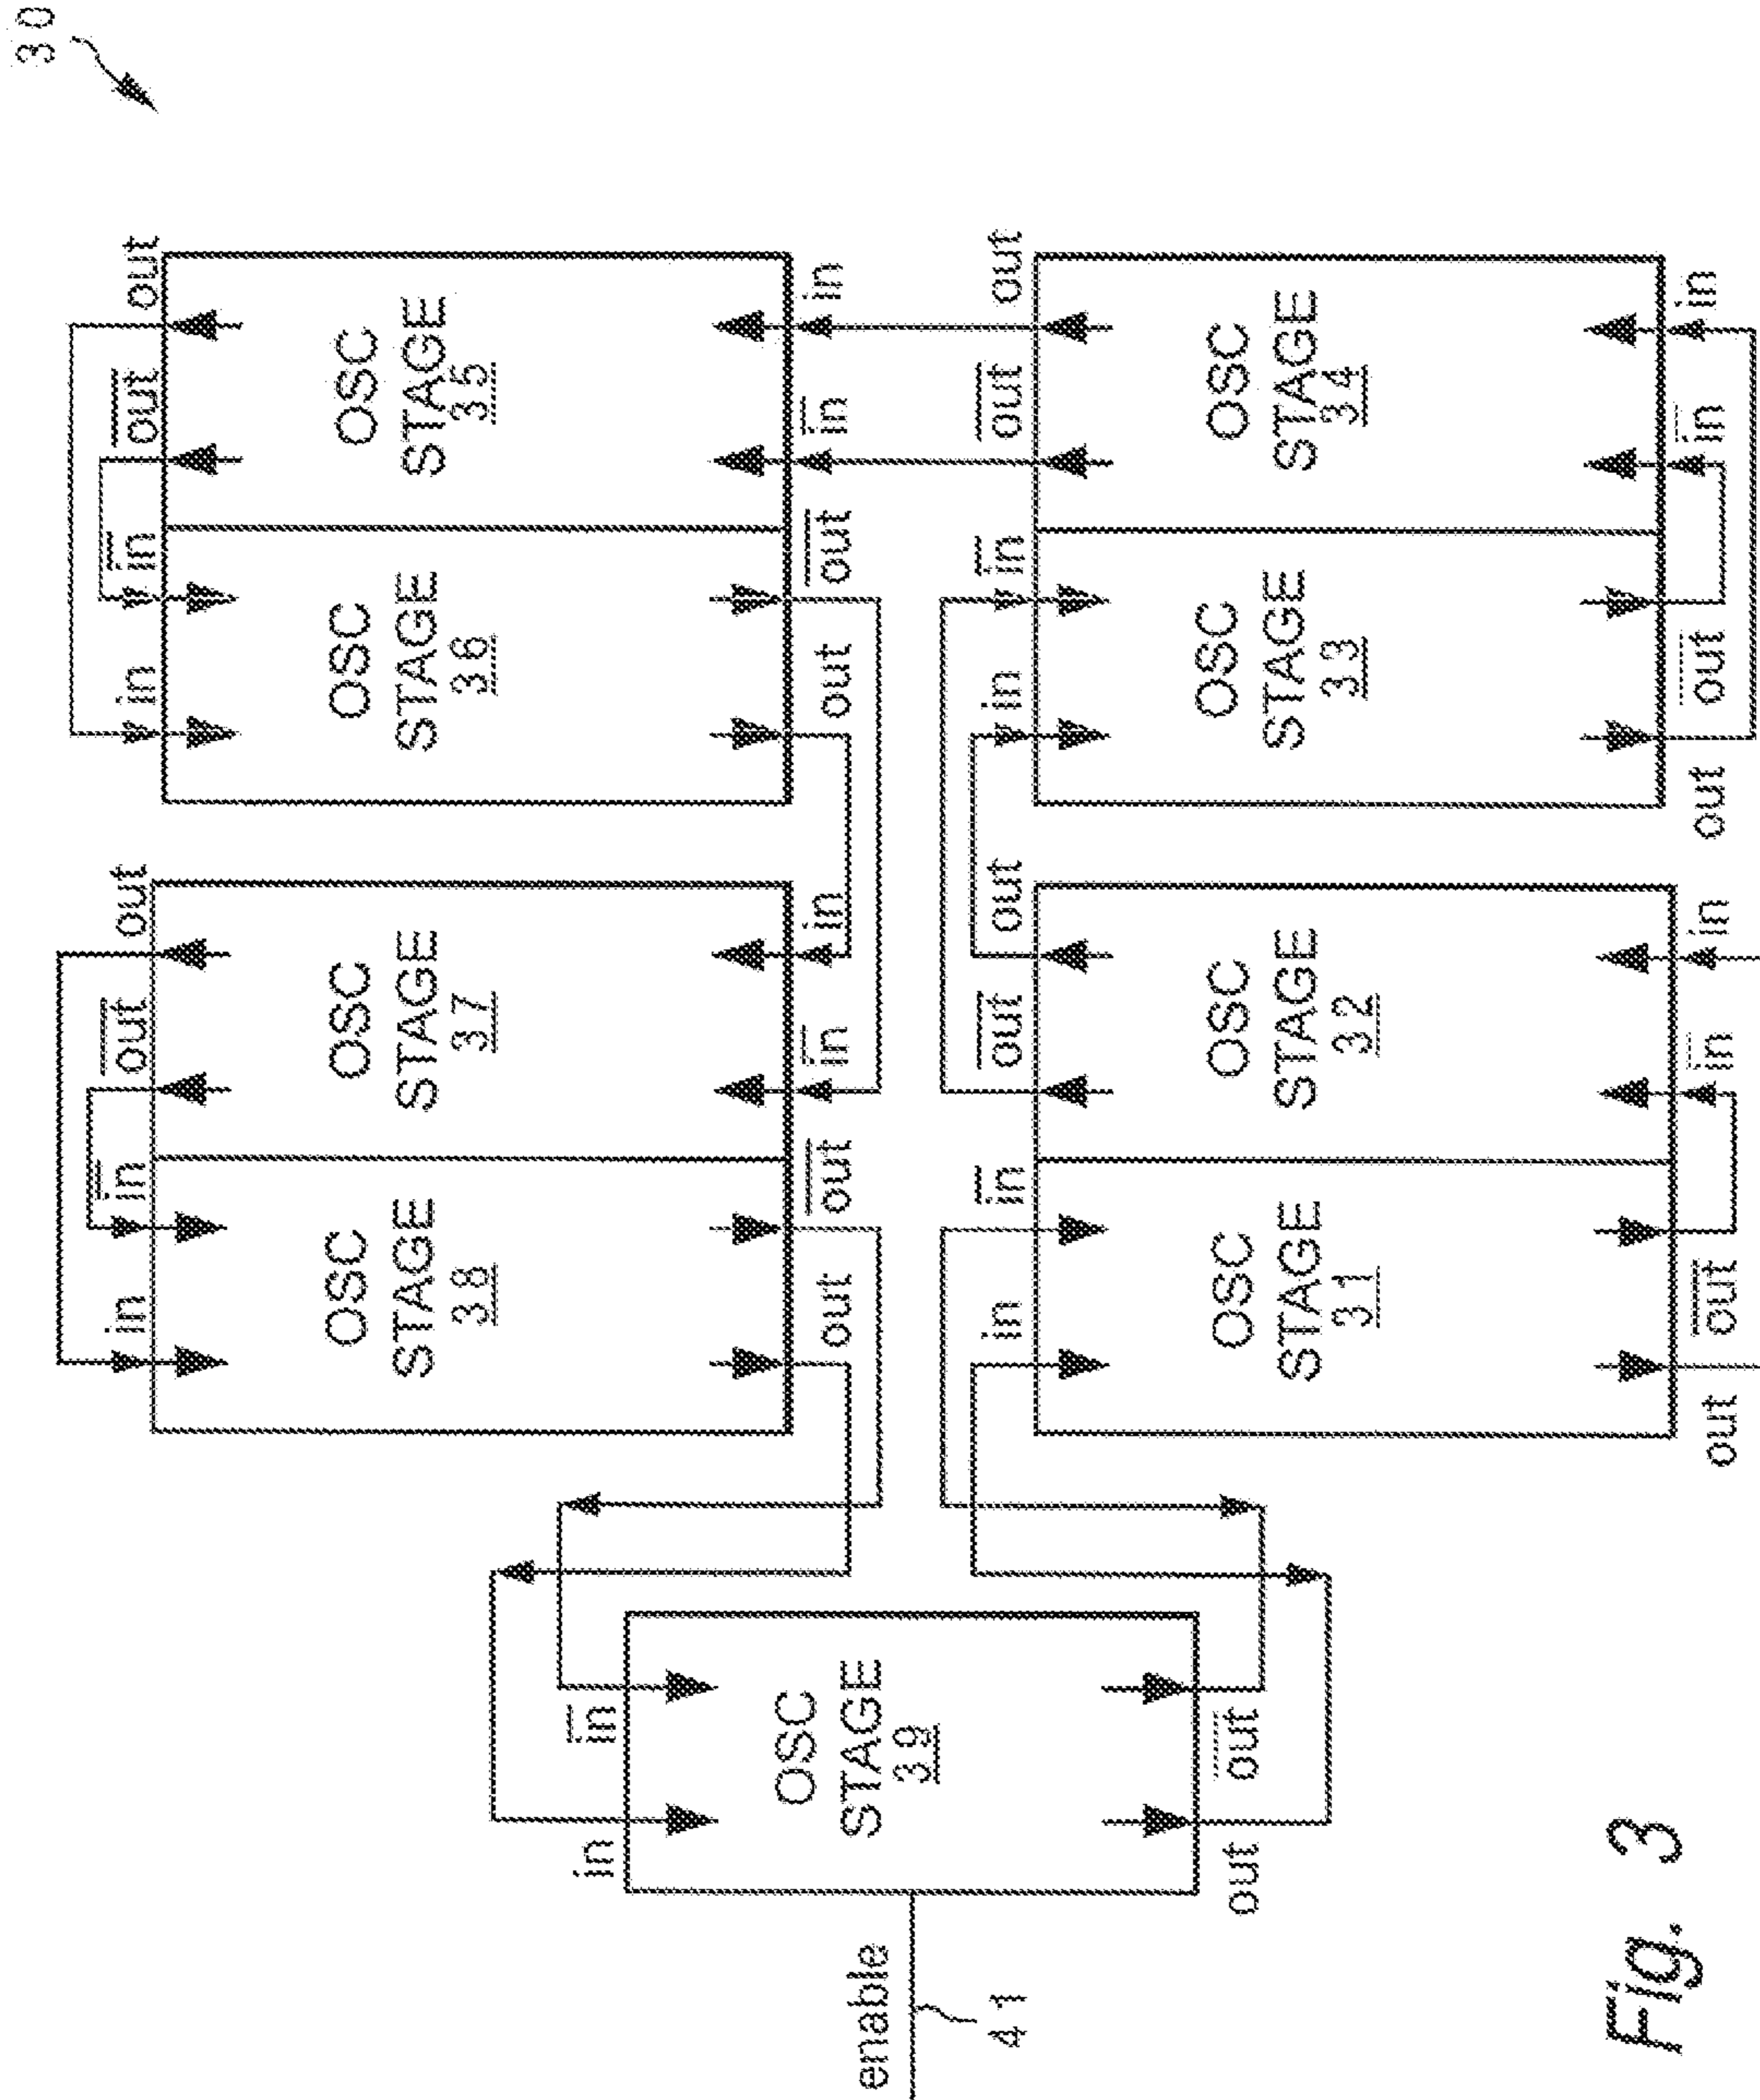 30
out
out
in
in
OSC
STAGE
35
OSC
STAGE
36
in
in
out
out
out
out
in
in
OSC
STAGE
37
OSC
STAGE
38
in
in
out
out
out
out
in
in
OSC
STAGE
34
OSC
STAGE
33
in
in
out
out
out
out
in
in
OSC
STAGE
32
OSC
STAGE
31
in
in
out
out
in
in
OSC
STAGE
39
out
out
enable
41
Fig. 3